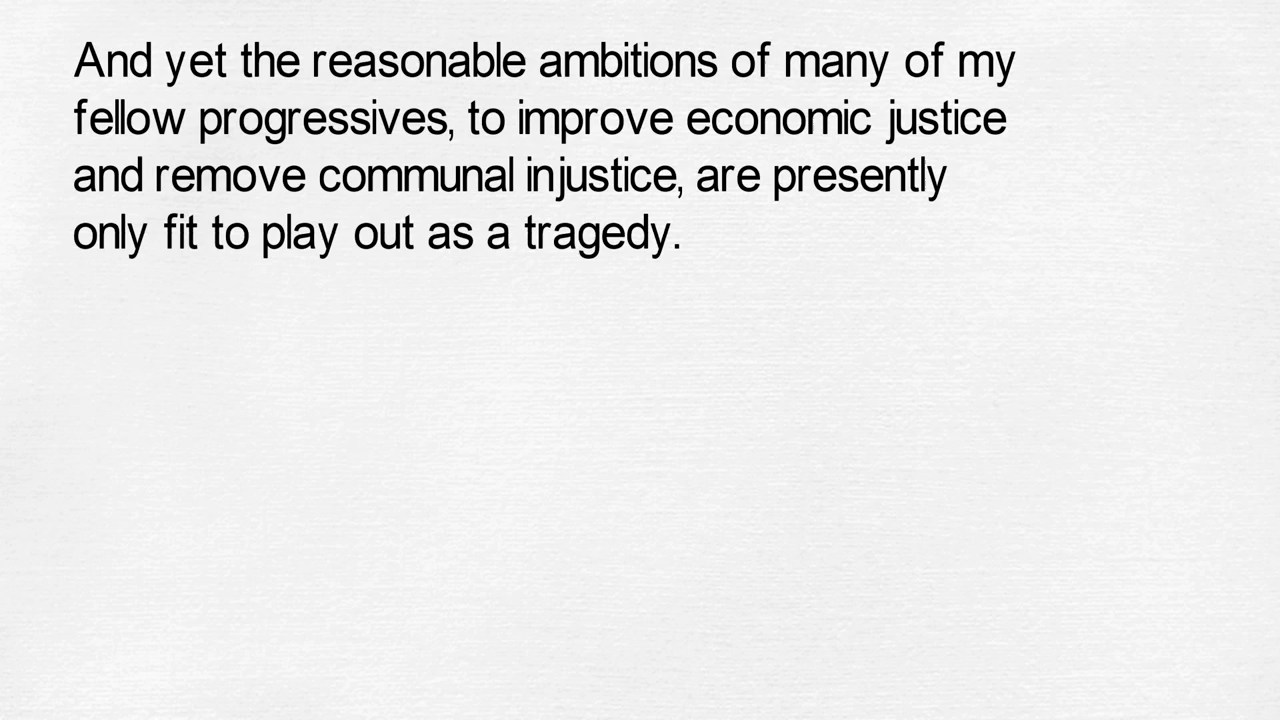 And yet the reasonable ambitions of many of my
fellow progressives, to improve economic justice
and remove communal injustice, are presently
only fit to play out as a tragedy.